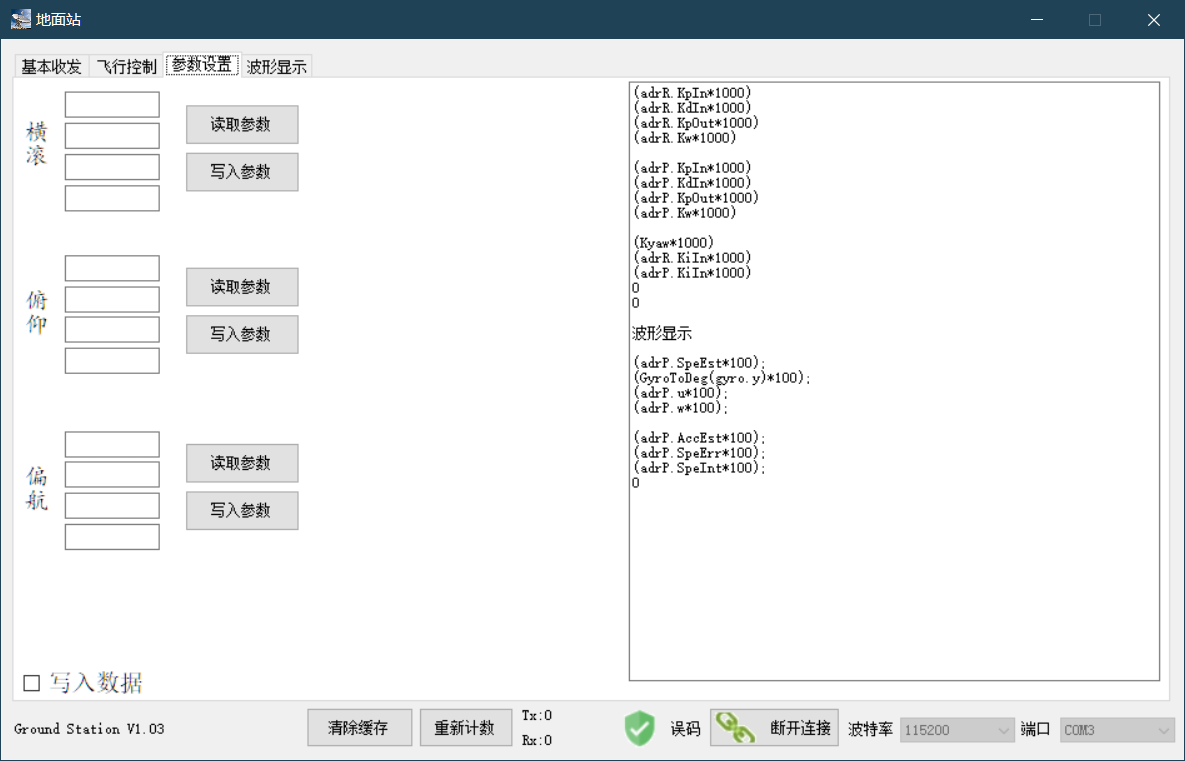 地面站
基本收发 飞行控制 参数设置 波形显示
横滚
读取参数
写入参数
俯仰
读取参数
写入参数
偏航
读取参数
写入参数
写入数据
(adrR.KpIn*1000)
(adrR.KdIn*1000)
(adrR.KpOut*1000)
(adrR.Kw*1000)
(adrP.KpIn*1000)
(adrP.KdIn*1000)
(adrP.KpOut*1000)
(adrP.Kw*1000)
(Kyaw*1000)
(adrR.KiIn*1000)
(adrP.KiIn*1000)
0
0
波形显示
(adrP.SpeEst*100);
(GyroToDeg(gyro.y)*100);
(adrP.u*100);
(adrP.w*100);
(adrP.AccEst*100);
(adrP.SpeErr*100);
(adrP.SpeInt*100);
0
Ground Station V1.03
清除缓存
重新计数
Tx:0
Rx:0
误码
断开连接
波特率
115200
端口
COM3